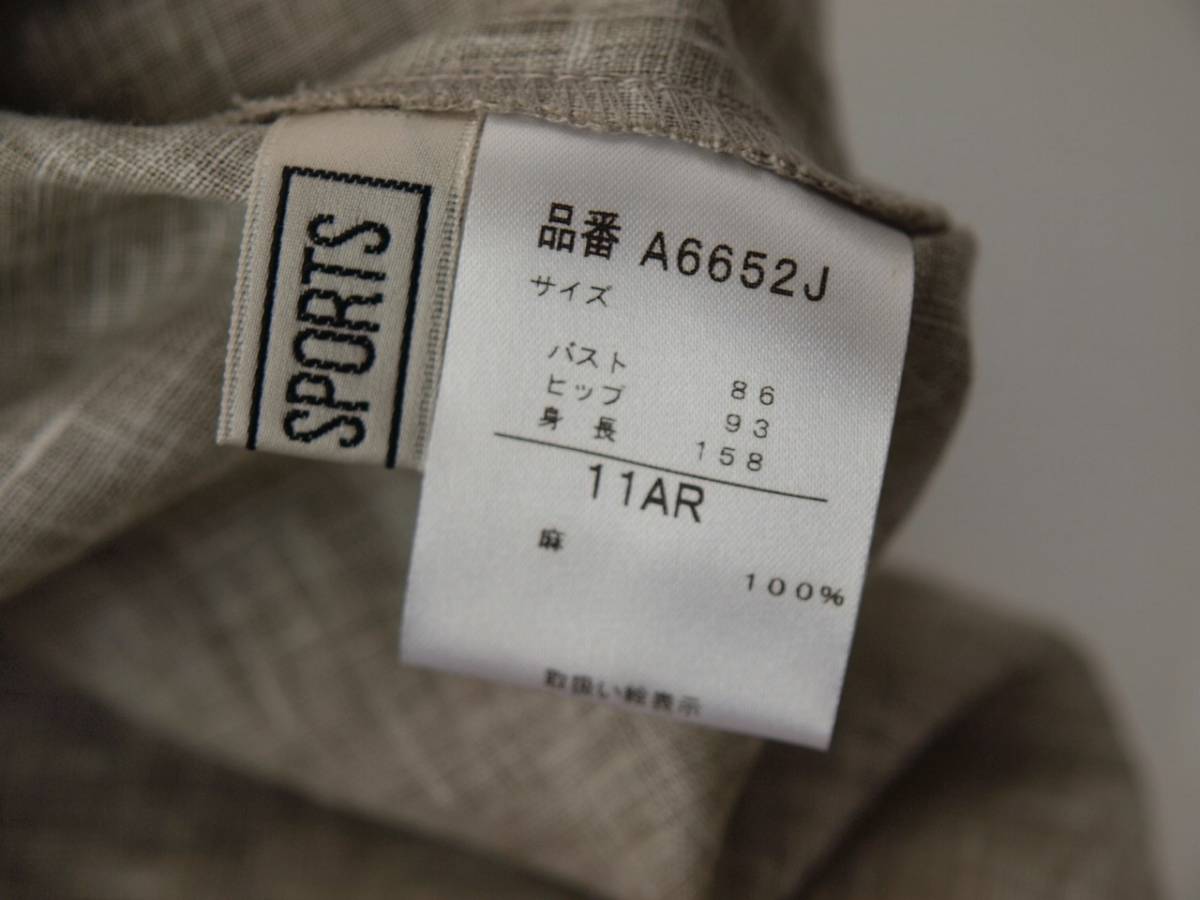 SPORTS
品番 A6652J
サイズ
バスト 86
ヒップ 93
身長 158
11AR
麻 100%
取扱い絵表示